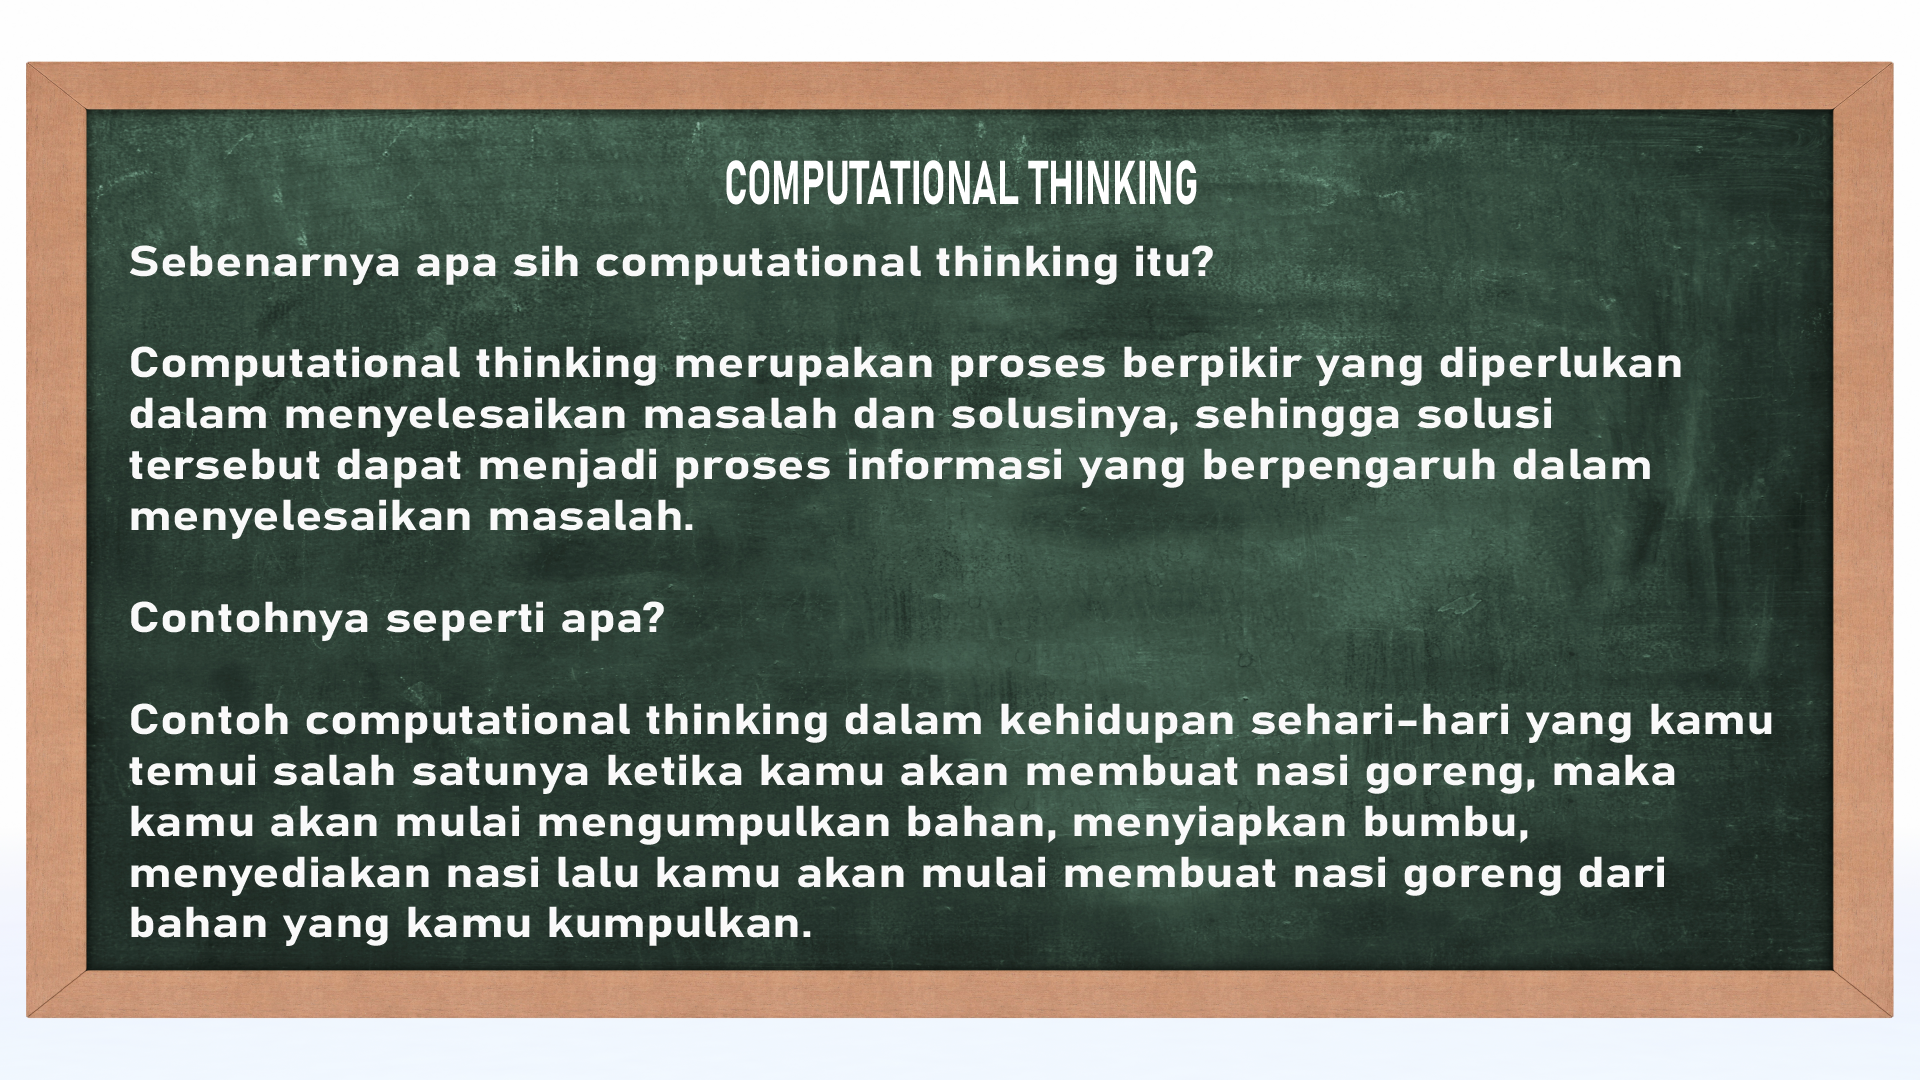 COMPUTATIONAL THINKING
Sebenarnya apa sih computational thinking itu?
Computational thinking merupakan proses berpikir yang diperlukan
dalam menyelesaikan masalah dan solusinya, sehingga solusi
tersebut dapat menjadi proses informasi yang berpengaruh dalam
menyelesaikan masalah.
Contohnya seperti apa?
Contoh computational thinking dalam kehidupan sehari-hari yang kamu
temui salah satunya ketika kamu akan membuat nasi goreng, maka
kamu akan mulai mengumpulkan bahan, menyiapkan bumbu,
menyediakan nasi lalu kamu akan mulai membuat nasi goreng dari
bahan yang kamu kumpulkan.